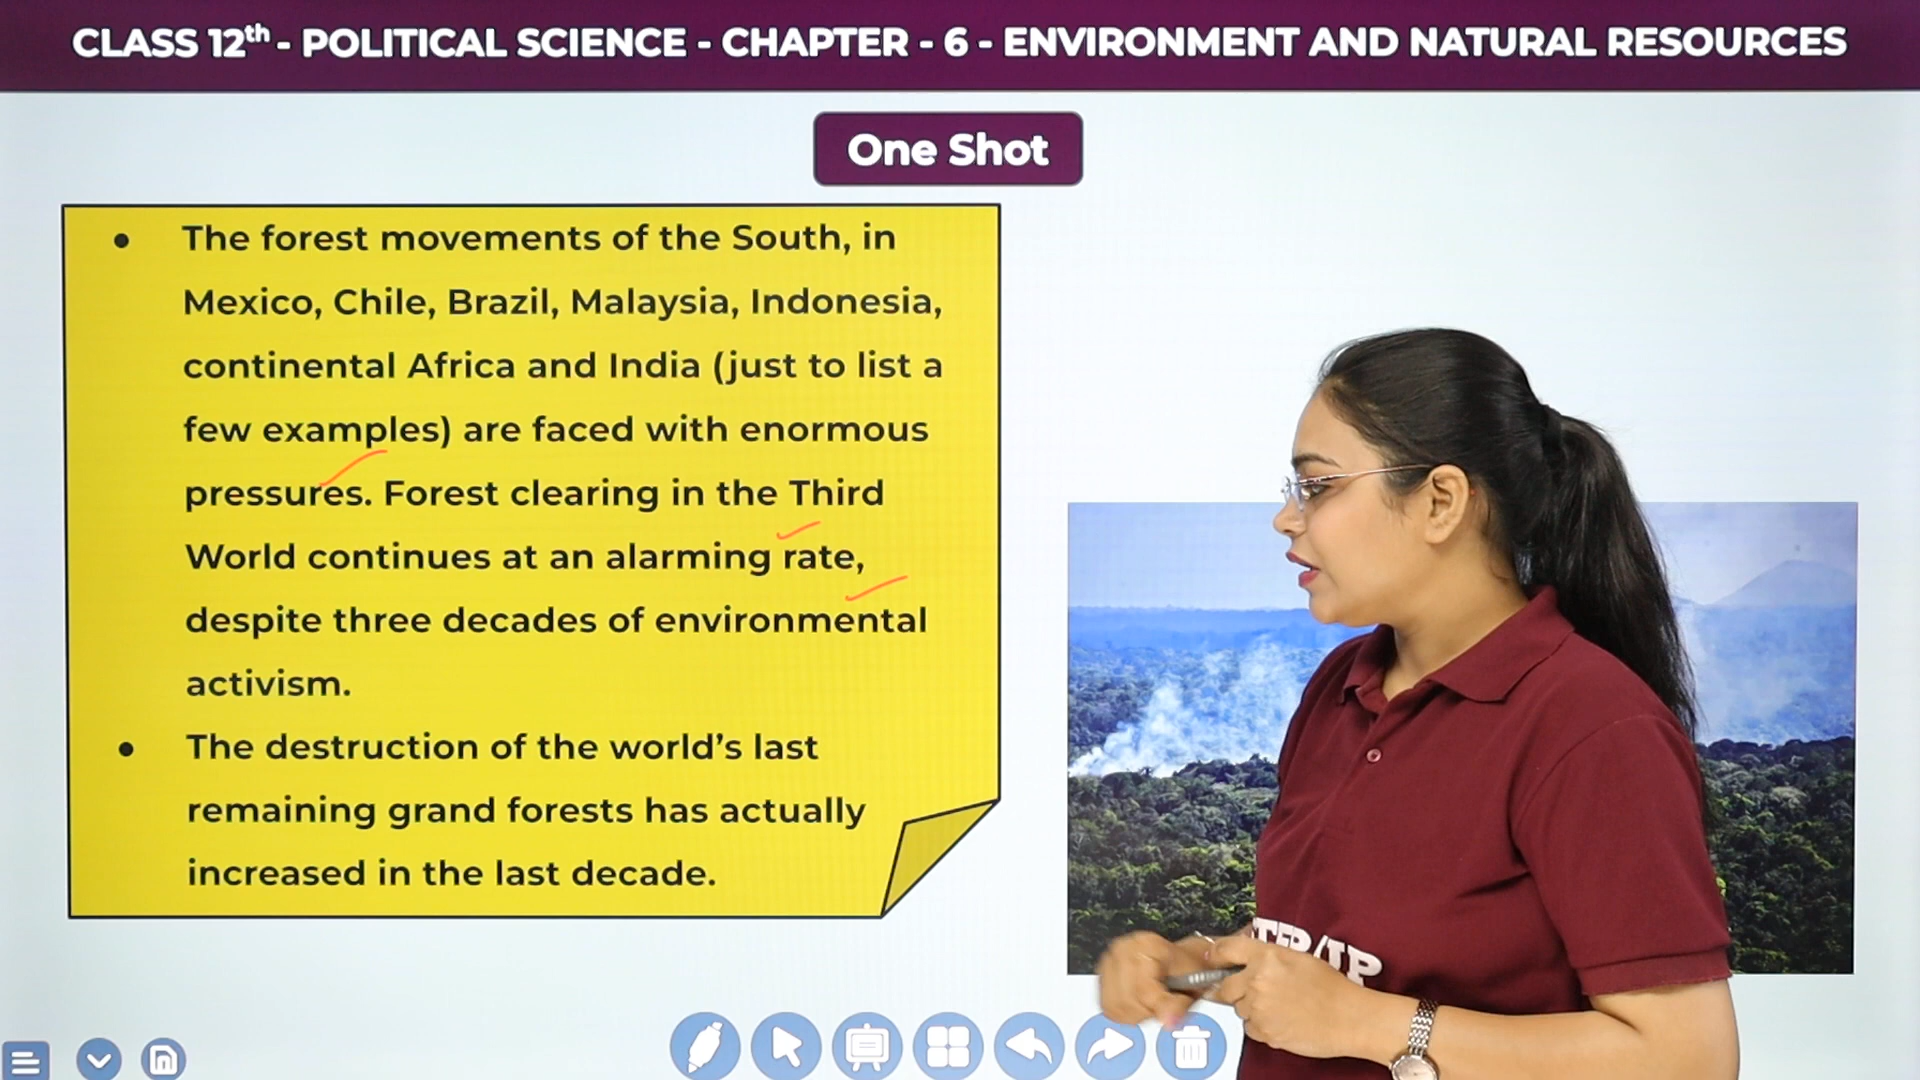 CLASS 12th - POLITICAL SCIENCE - CHAPTER - 6 - ENVIRONMENT AND NATURAL RESOURCES
One Shot
• The forest movements of the South, in
Mexico, Chile, Brazil, Malaysia, Indonesia,
continental Africa and India (just to list a
few examples) are faced with enormous
pressures. Forest clearing in the Third
World continues at an alarming rate,
despite three decades of environmental
activism.
• The destruction of the world’s last
remaining grand forests has actually
increased in the last decade.